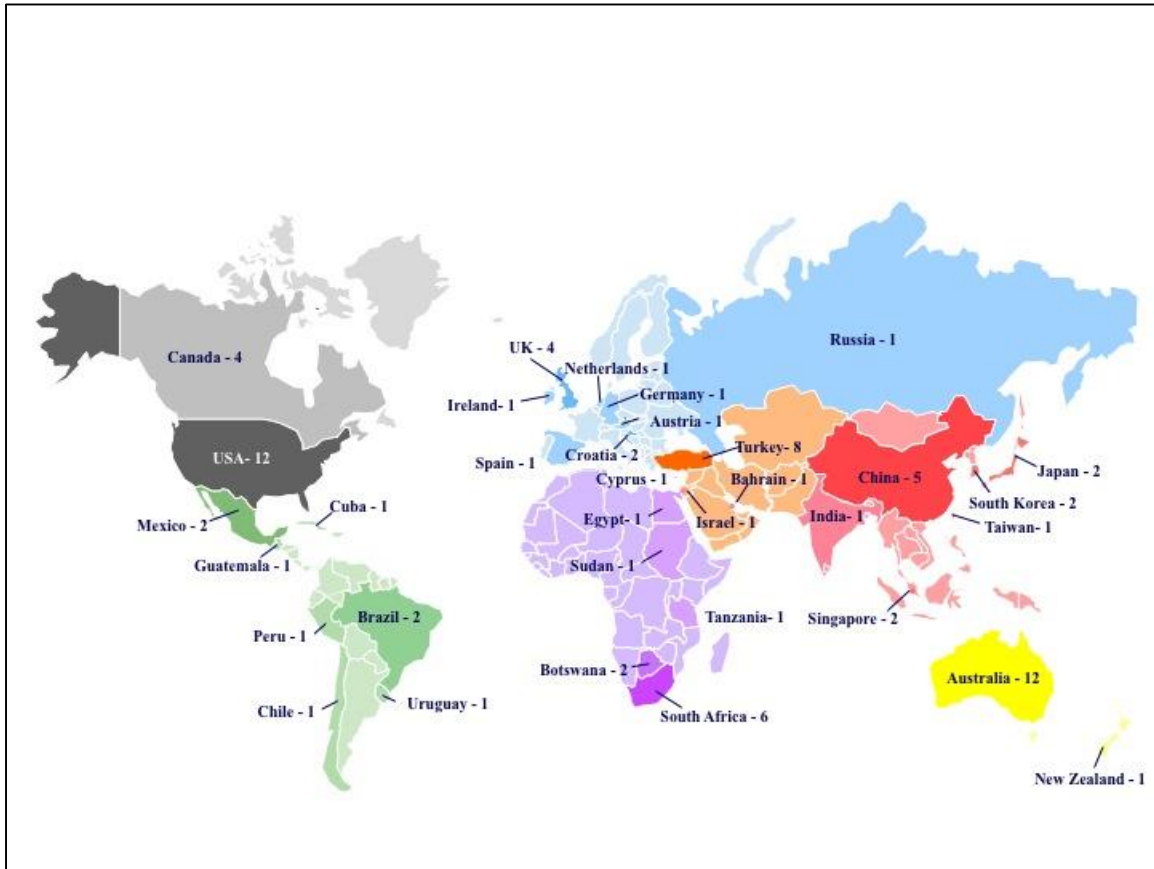 Canada - 4
USA- 12
Mexico - 2
Cuba - 1
Guatemala - 1
Brazil - 2
Peru - 1
Chile - 1
Uruguay - 1
UK - 4
Netherlands - 1
Ireland- 1
Germany - 1
Austria - 1
Spain - 1
Croatia - 2
Cyprus - 1
Russia - 1
Turkey- 8
Bahrain - 1
Israel - 1
Egypt- 1
Sudan - 1
Tanzania- 1
Botswana - 2
South Africa - 6
China - 5
India- 1
Japan - 2
South Korea - 2
Taiwan- 1
Singapore - 2
Australia - 12
New Zealand - 1